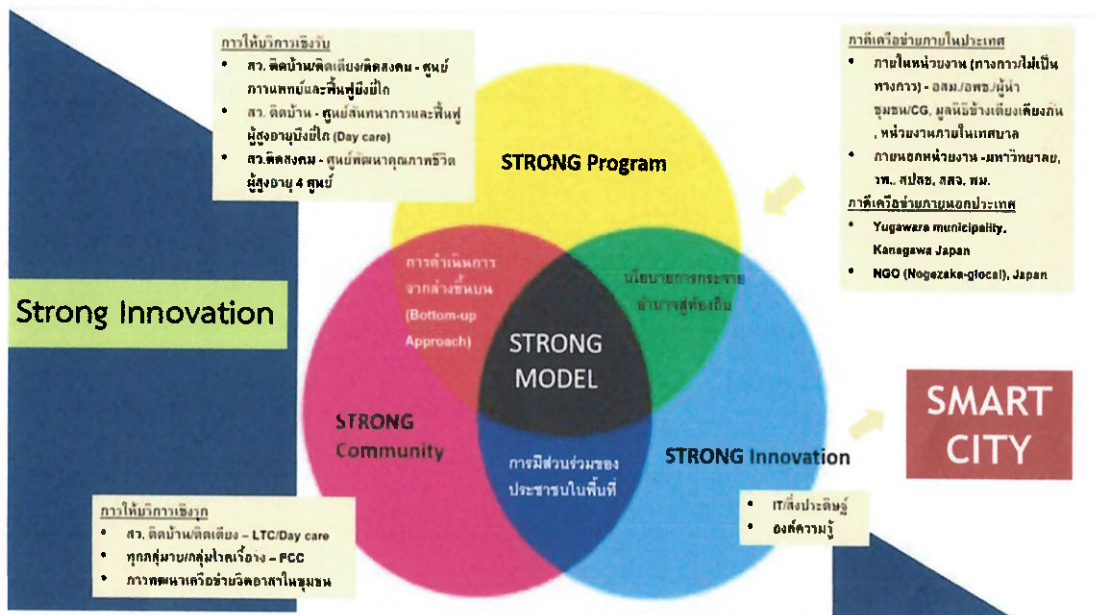 การให้บริการเชิงรับ
• สว. ติดบ้าน/ติดเตียง/ติดสังคม - ศูนย์
การแพทย์และฟื้นฟูบึงยี่โถ
• สว. ติดบ้าน - ศูนย์สันทนาการและฟื้นฟู
ผู้สูงอายุบึงยี่โถ (Day care)
• สว.ติดสังคม - ศูนย์พัฒนาคุณภาพชีวิต
ผู้สูงอายุ 4 ศูนย์
ภาคีเครือข่ายภายในประเทศ
• ภายในหน่วยงาน (ทางการ/ไม่เป็น
ทางการ) - อสม./อพช./ผู้นำ
ชุมชน/CG, มูลนิธิข้างเตียงเคียงกัน
, หน่วยงานภายในเทศบาล
• ภายนอกหน่วยงาน -มหาวิทยาลัย,
รพ., สปสช, สสจ, พม.
ภาคีเครือข่ายภายนอกประเทศ
• Yugawara municipality,
Kanagawa Japan
• NGO (Nogezaka-glocal), Japan
STRONG Program
การดำเนินการ
จากล่างขึ้นบน
(Bottom-up
Approach)
นโยบายการกระจาย
อำนาจสู่ท้องถิ่น
Strong Innovation
STRONG
MODEL
STRONG
Community
STRONG Innovation
SMART
CITY
การมีส่วนร่วมของ
ประชาชนในพื้นที่
การให้บริการเชิงรุก
• สว. ติดบ้าน/ติดเตียง – LTC/Day care
• ทุกกลุ่มวัย/กลุ่มโรคเรื้อรัง – PCC
• การพัฒนาเครือข่ายจิตอาสาในชุมชน
• IT/สิ่งประดิษฐ์
• องค์ความรู้